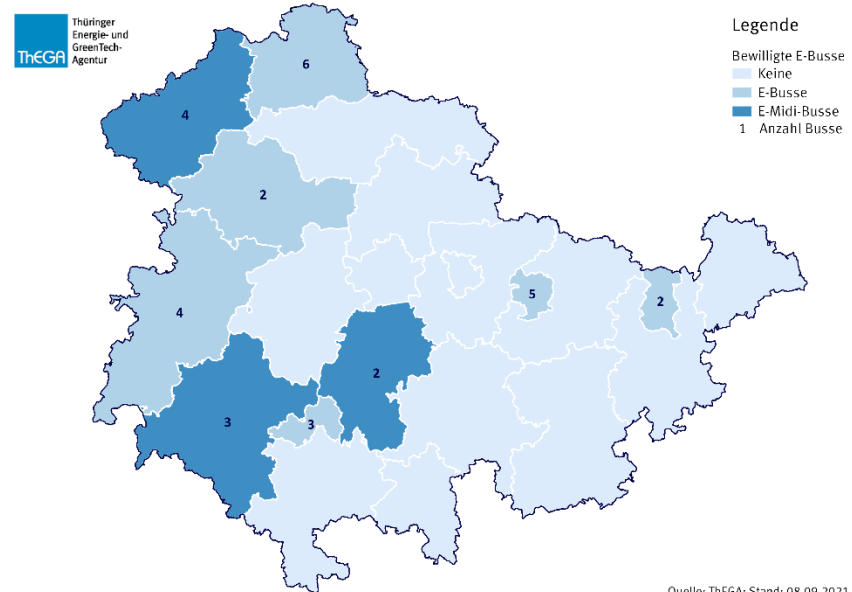 ThEGA
Thüringer
Energie- und
GreenTech-
Agentur
Legende
Bewilligte E-Busse
Keine
E-Busse
E-Midi-Busse
1 Anzahl Busse
6
4
2
5
2
4
2
3
3
Quelle: ThEGA; Stand: 08.09.2021